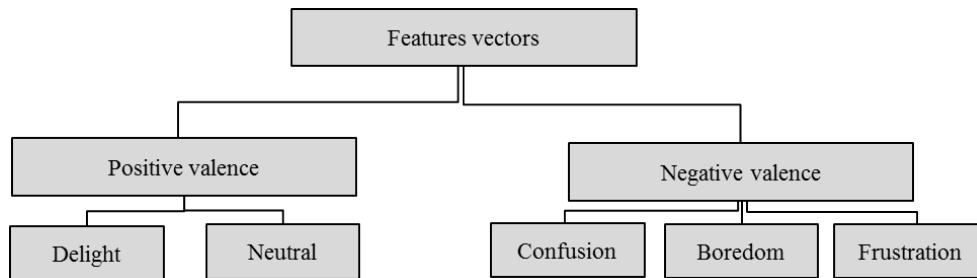 Features vectors
Positive valence
Negative valence
Delight
Neutral
Confusion
Boredom
Frustration